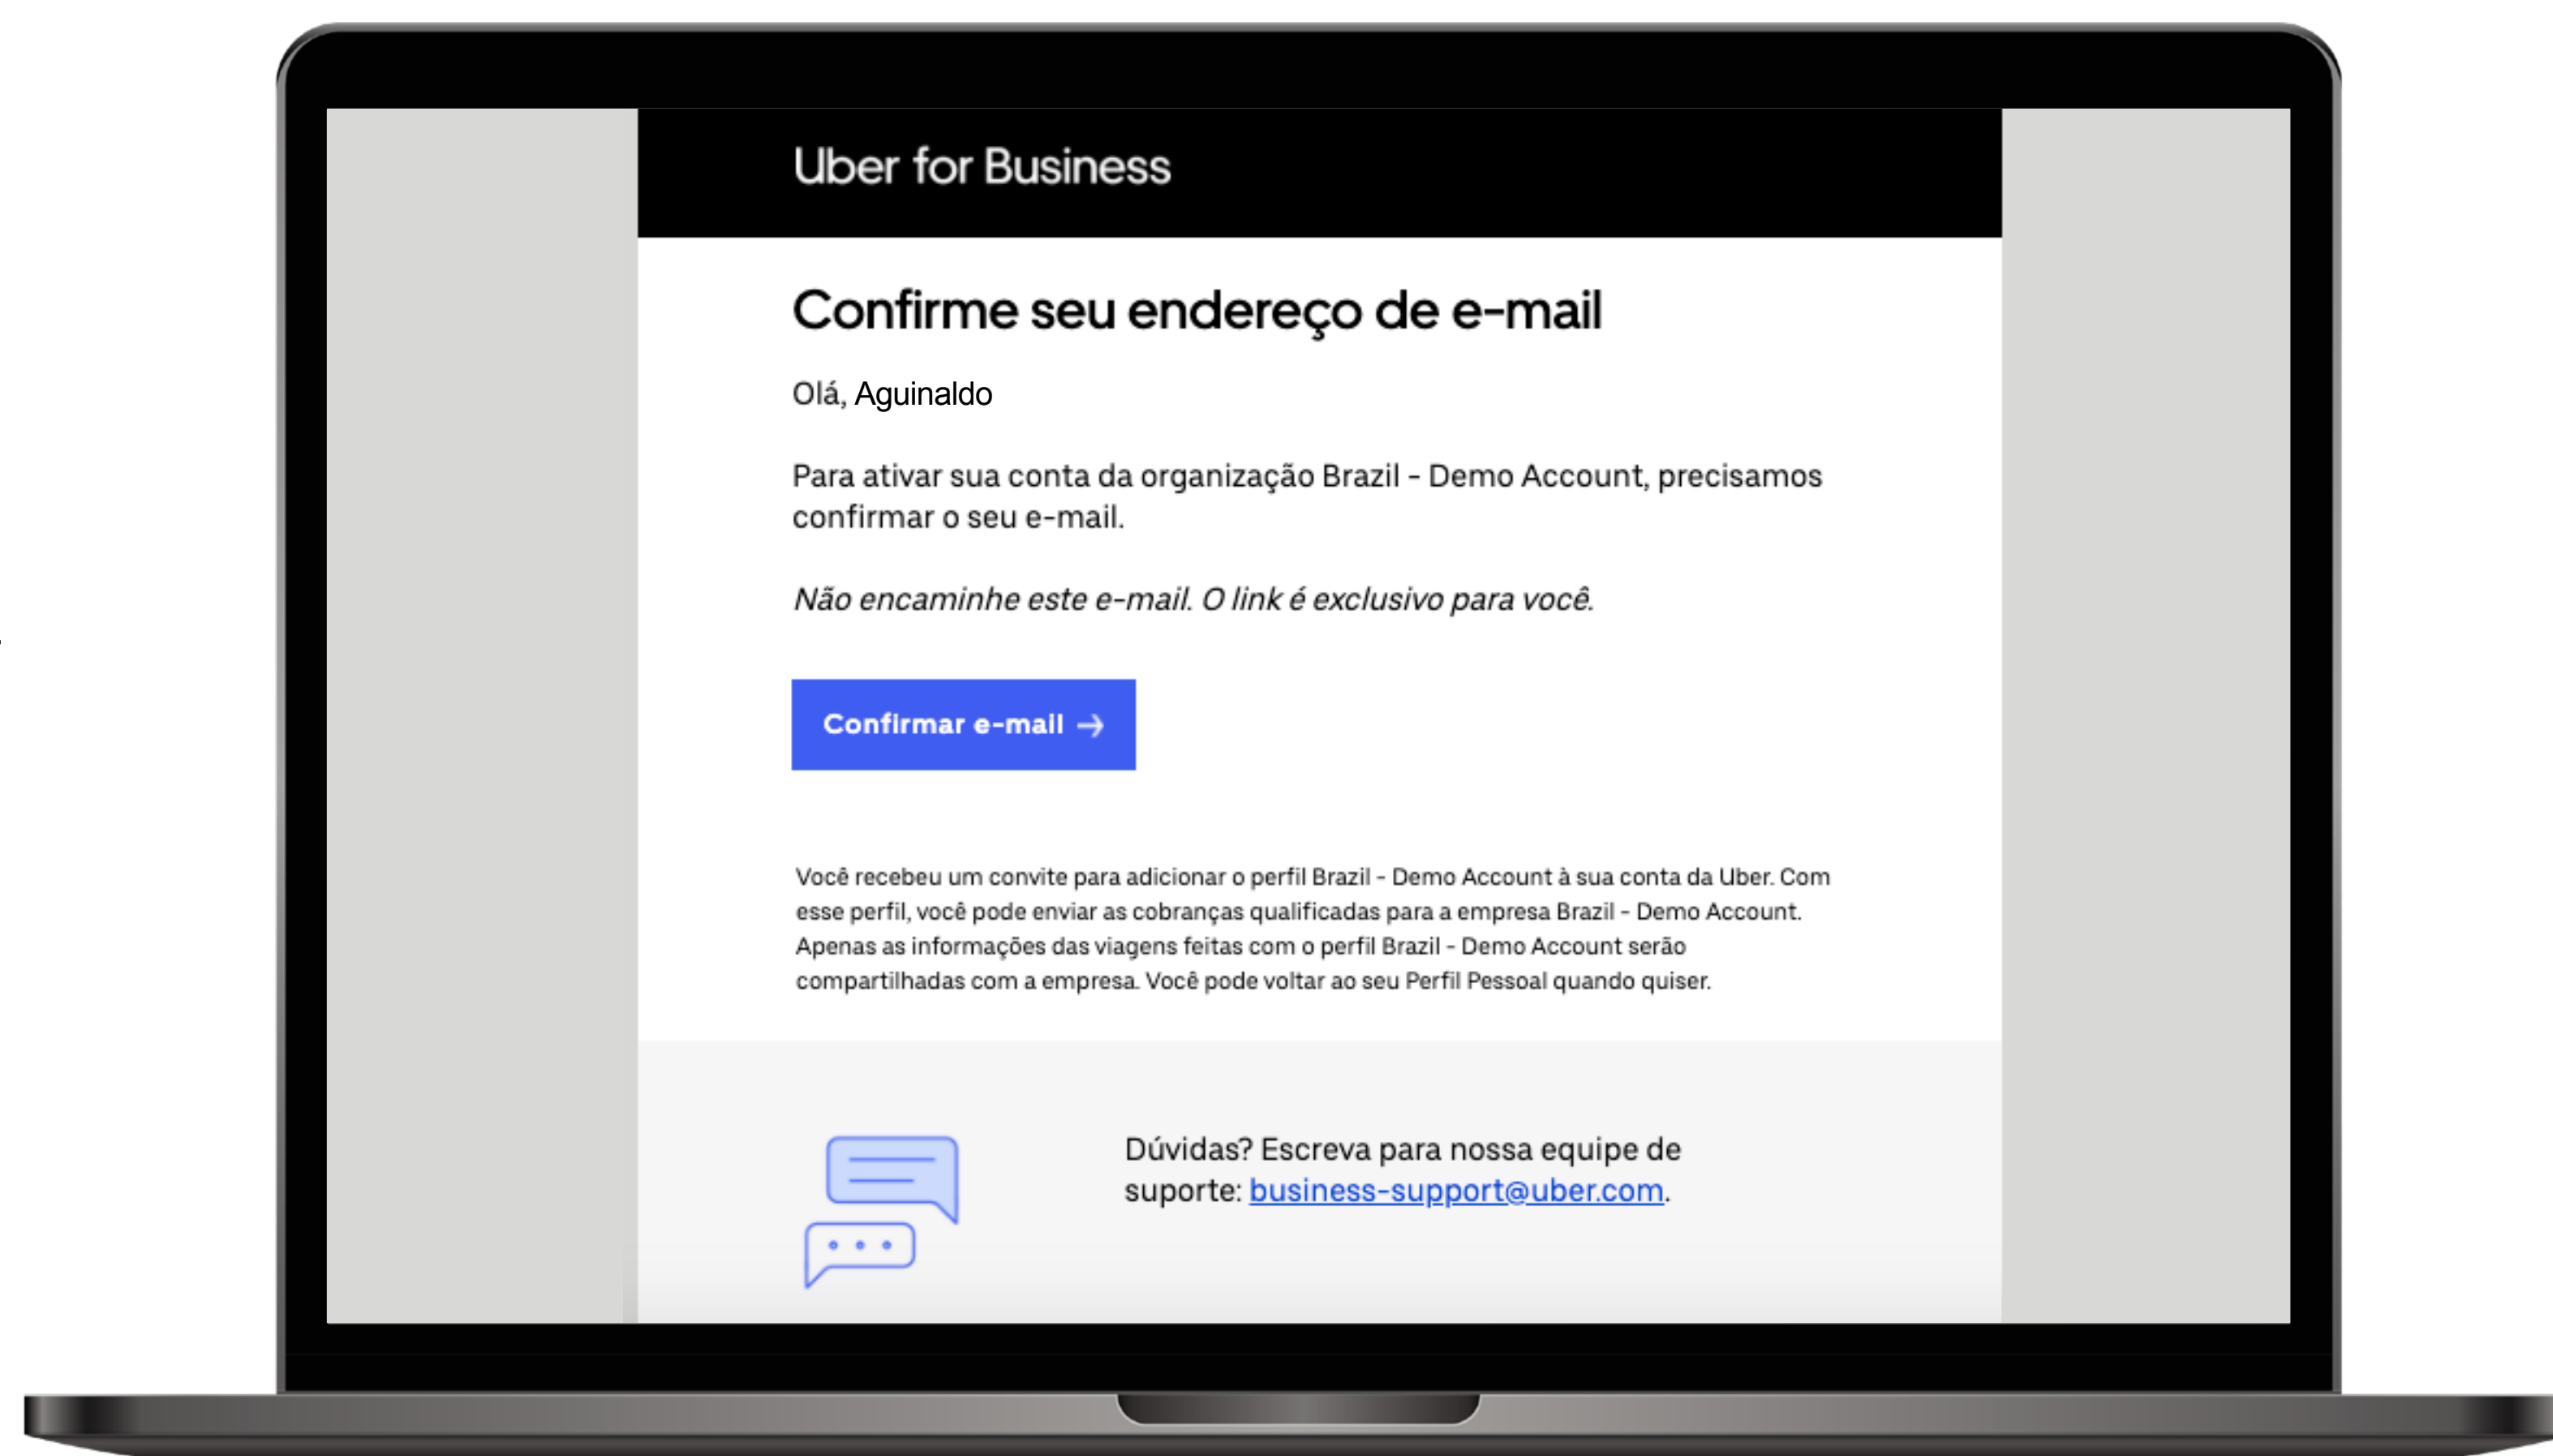 Uber for Business
Confirme seu endereço de e-mail
Olá, Aguinaldo
Para ativar sua conta da organização Brazil - Demo Account, precisamos
confirmar o seu e-mail.
Não encaminhe este e-mail. O link é exclusivo para você.
Confirmar e-mail →
Você recebeu um convite para adicionar o perfil Brazil - Demo Account à sua conta da Uber. Com
esse perfil, você pode enviar as cobranças qualificadas para a empresa Brazil - Demo Account.
Apenas as informações das viagens feitas com o perfil Brazil - Demo Account serão
compartilhadas com a empresa. Você pode voltar ao seu Perfil Pessoal quando quiser.
Dúvidas? Escreva para nossa equipe de
suporte: business-support@uber.com.